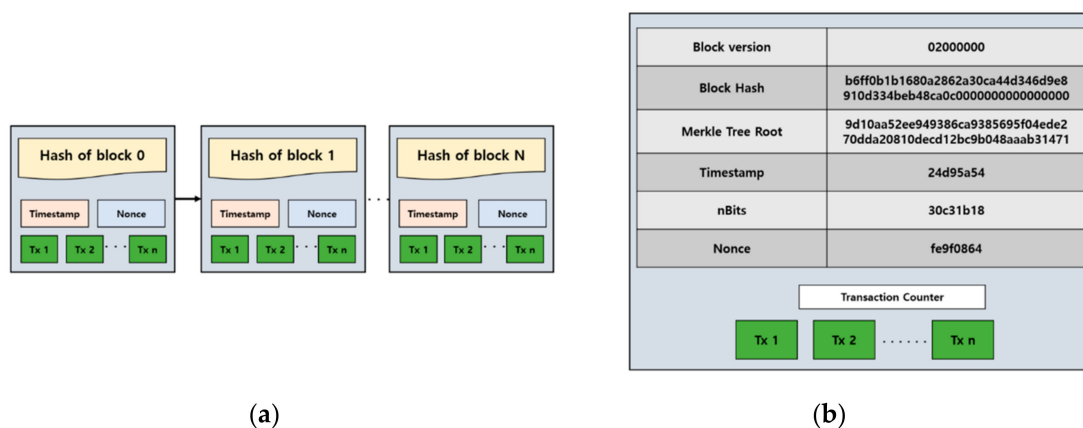 Hash of block 0
Timestamp
Nonce
Tx 1
Tx 2
. . .
Tx n
Hash of block 1
Timestamp
Nonce
Tx 1
Tx 2
. . .
Tx n
. . .
Hash of block N
Timestamp
Nonce
Tx 1
Tx 2
. . .
Tx n
(a)
Block version
02000000
Block Hash
b6ff0b1b1680a2862a30ca44d346d9e8
910d334beb48ca0c0000000000000000
Merkle Tree Root
9d10aa52ee949386ca9385695f04ede2
70dda20810decd12bc9b048aaab31471
Timestamp
24d95a54
nBits
30c31b18
Nonce
fe9f0864
Transaction Counter
Tx 1
Tx 2
. . . . . .
Tx n
(b)